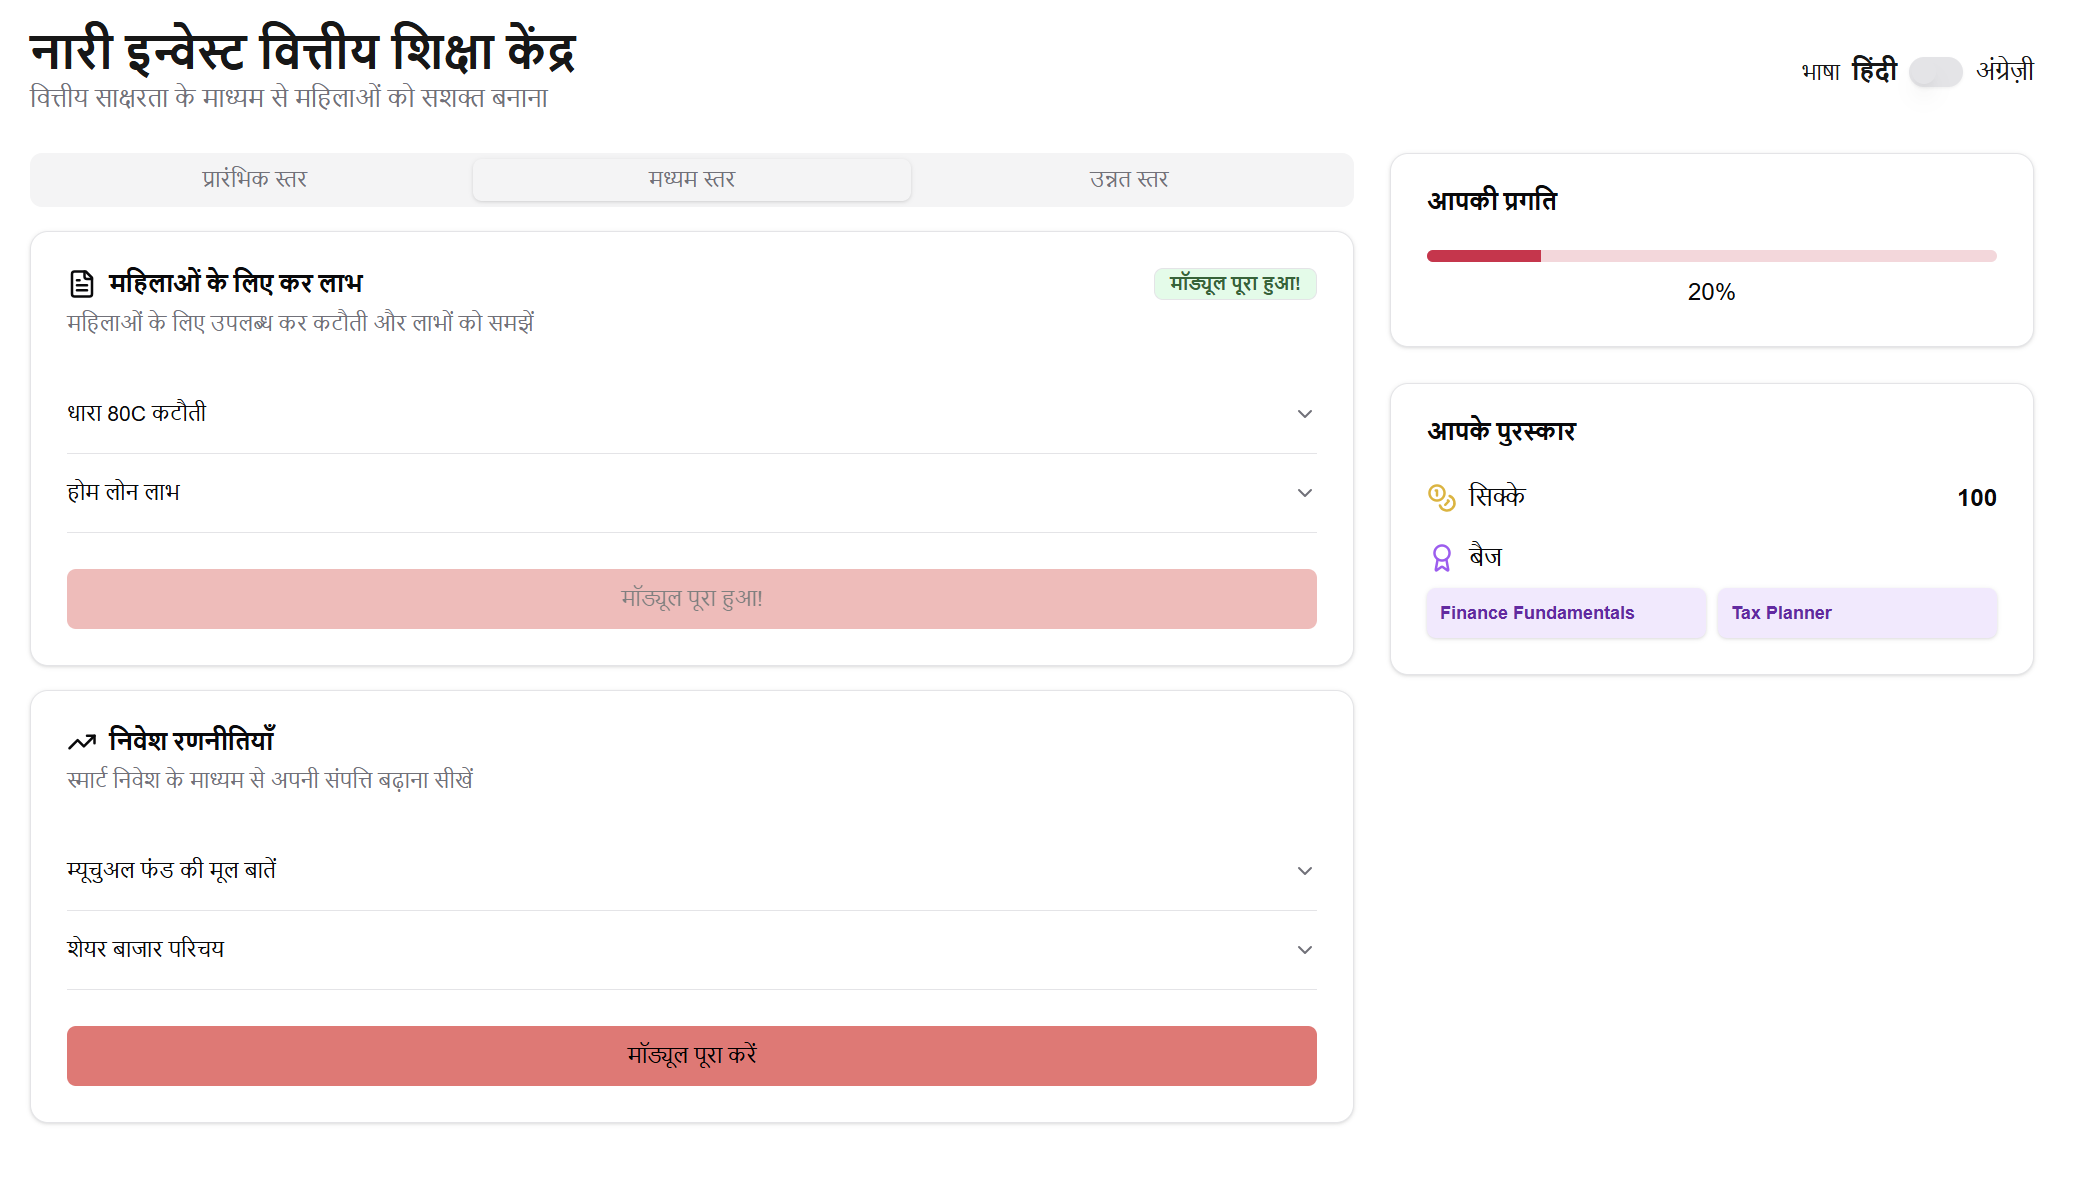 नारी इन्वेस्ट वित्तीय शिक्षा केंद्र
वित्तीय साक्षरता के माध्यम से महिलाओं को सशक्त बनाना
भाषा हिंदी अंग्रेज़ी
प्रारंभिक स्तर
मध्यम स्तर
उन्नत स्तर
महिलाओं के लिए कर लाभ
मॉड्यूल पूरा हुआ!
महिलाओं के लिए उपलब्ध कर कटौती और लाभों को समझें
धारा 80C कटौती
होम लोन लाभ
मॉड्यूल पूरा हुआ!
निवेश रणनीतियाँ
स्मार्ट निवेश के माध्यम से अपनी संपत्ति बढ़ाना सीखें
म्यूचुअल फंड की मूल बातें
शेयर बाजार परिचय
मॉड्यूल पूरा करें
आपकी प्रगति
20%
आपके पुरस्कार
सिक्के 100
बैज
Finance Fundamentals
Tax Planner